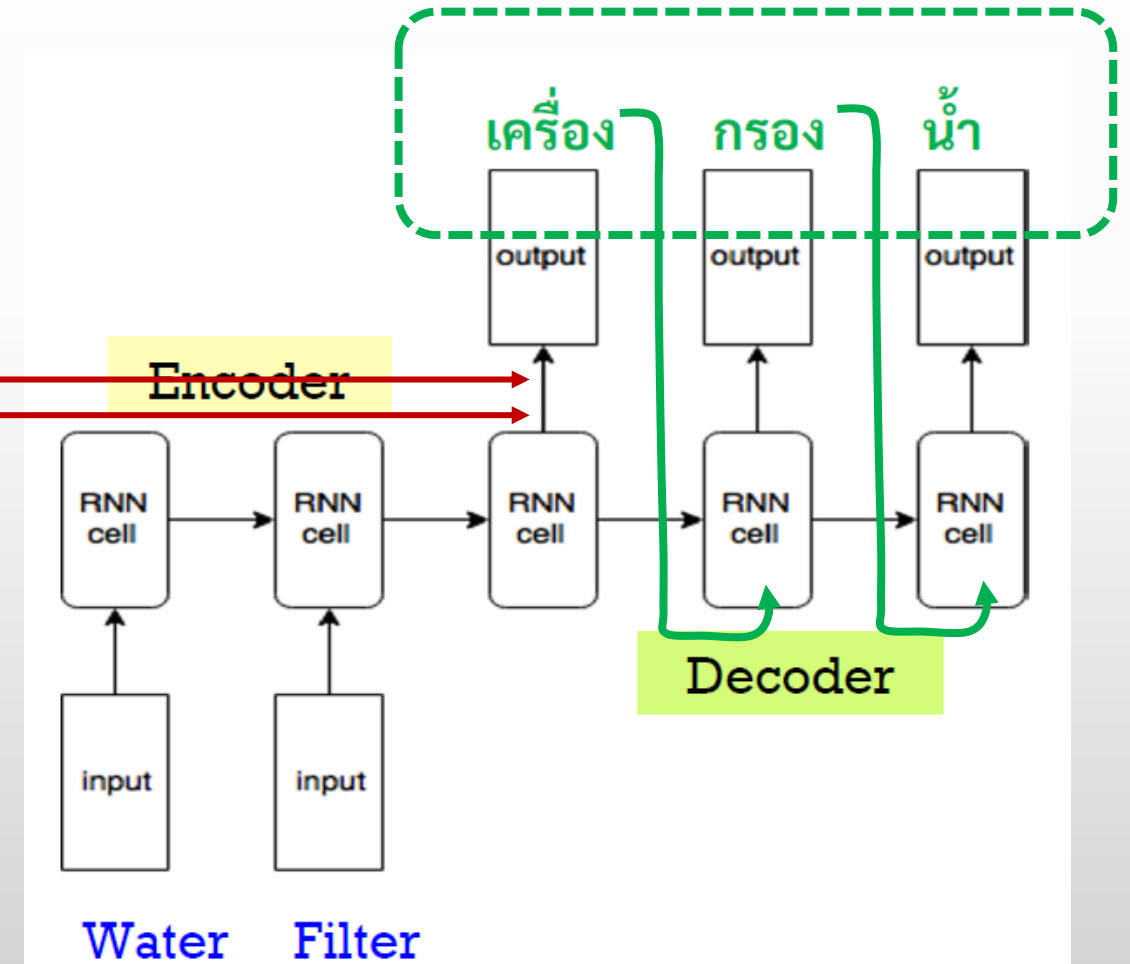 เครื่อง กรอง น้ำ
output output output
Encoder
RNN cell RNN cell RNN cell RNN cell RNN cell
Decoder
input input
Water Filter